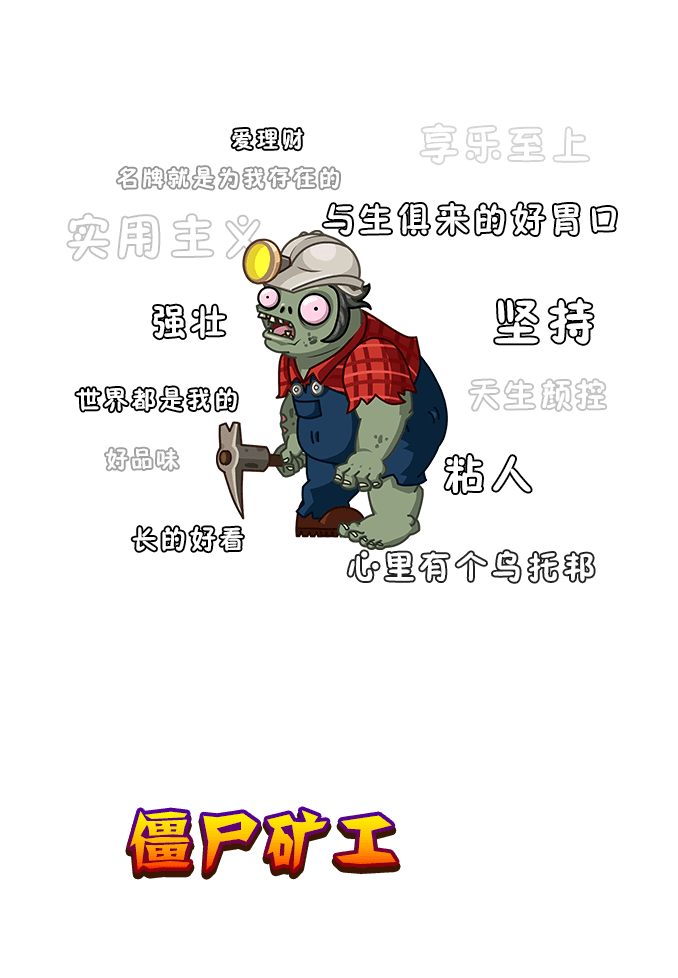 爱理财
享乐至上
名牌就是为我存在的
实用主义
与生俱来的好胃口
强壮
坚持
世界都是我的
天生颜控
好品味
粘人
长的好看
心里有个乌托邦
僵尸矿工